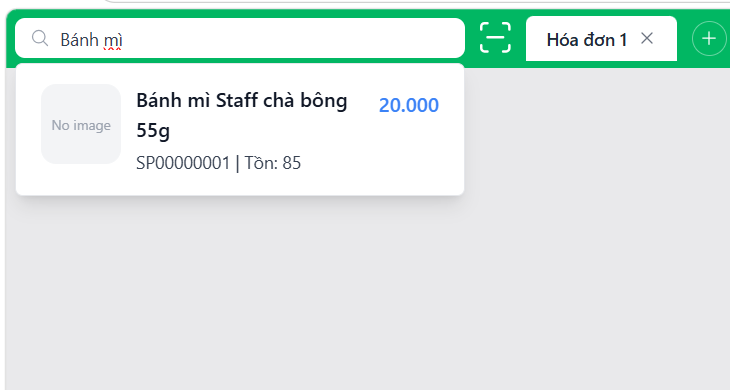 Bánh mì
Hóa đơn 1
No image
Bánh mì Staff chà bông
55g
20.000
SP00000001 | Tồn: 85